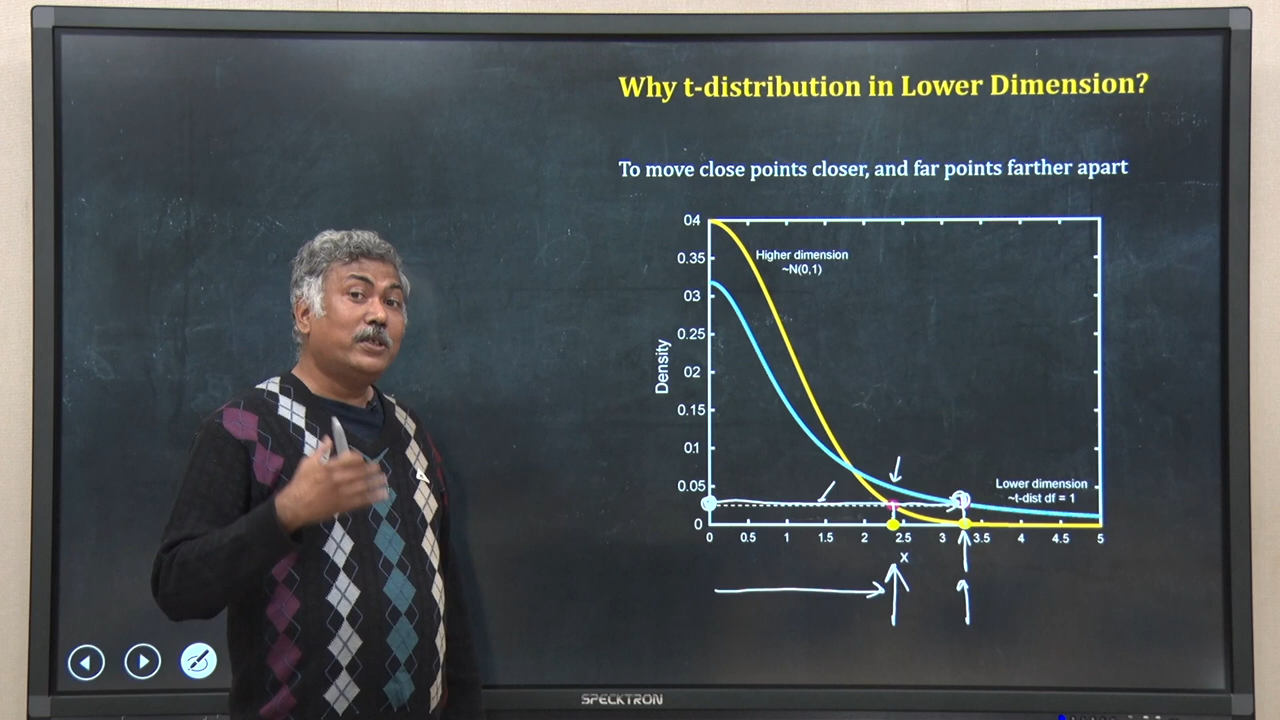 Why t-distribution in Lower Dimension?
To move close points closer, and far points farther apart
04
0.35
03
0.25
02
0.15
0.1
0.05
0
Density
Higher dimension
~N(0,1)
Lower dimension
~t-dist df = 1
0 0.5 1 1.5 2 2.5 3 3.5 4 4.5 5
x
SPECKTRON